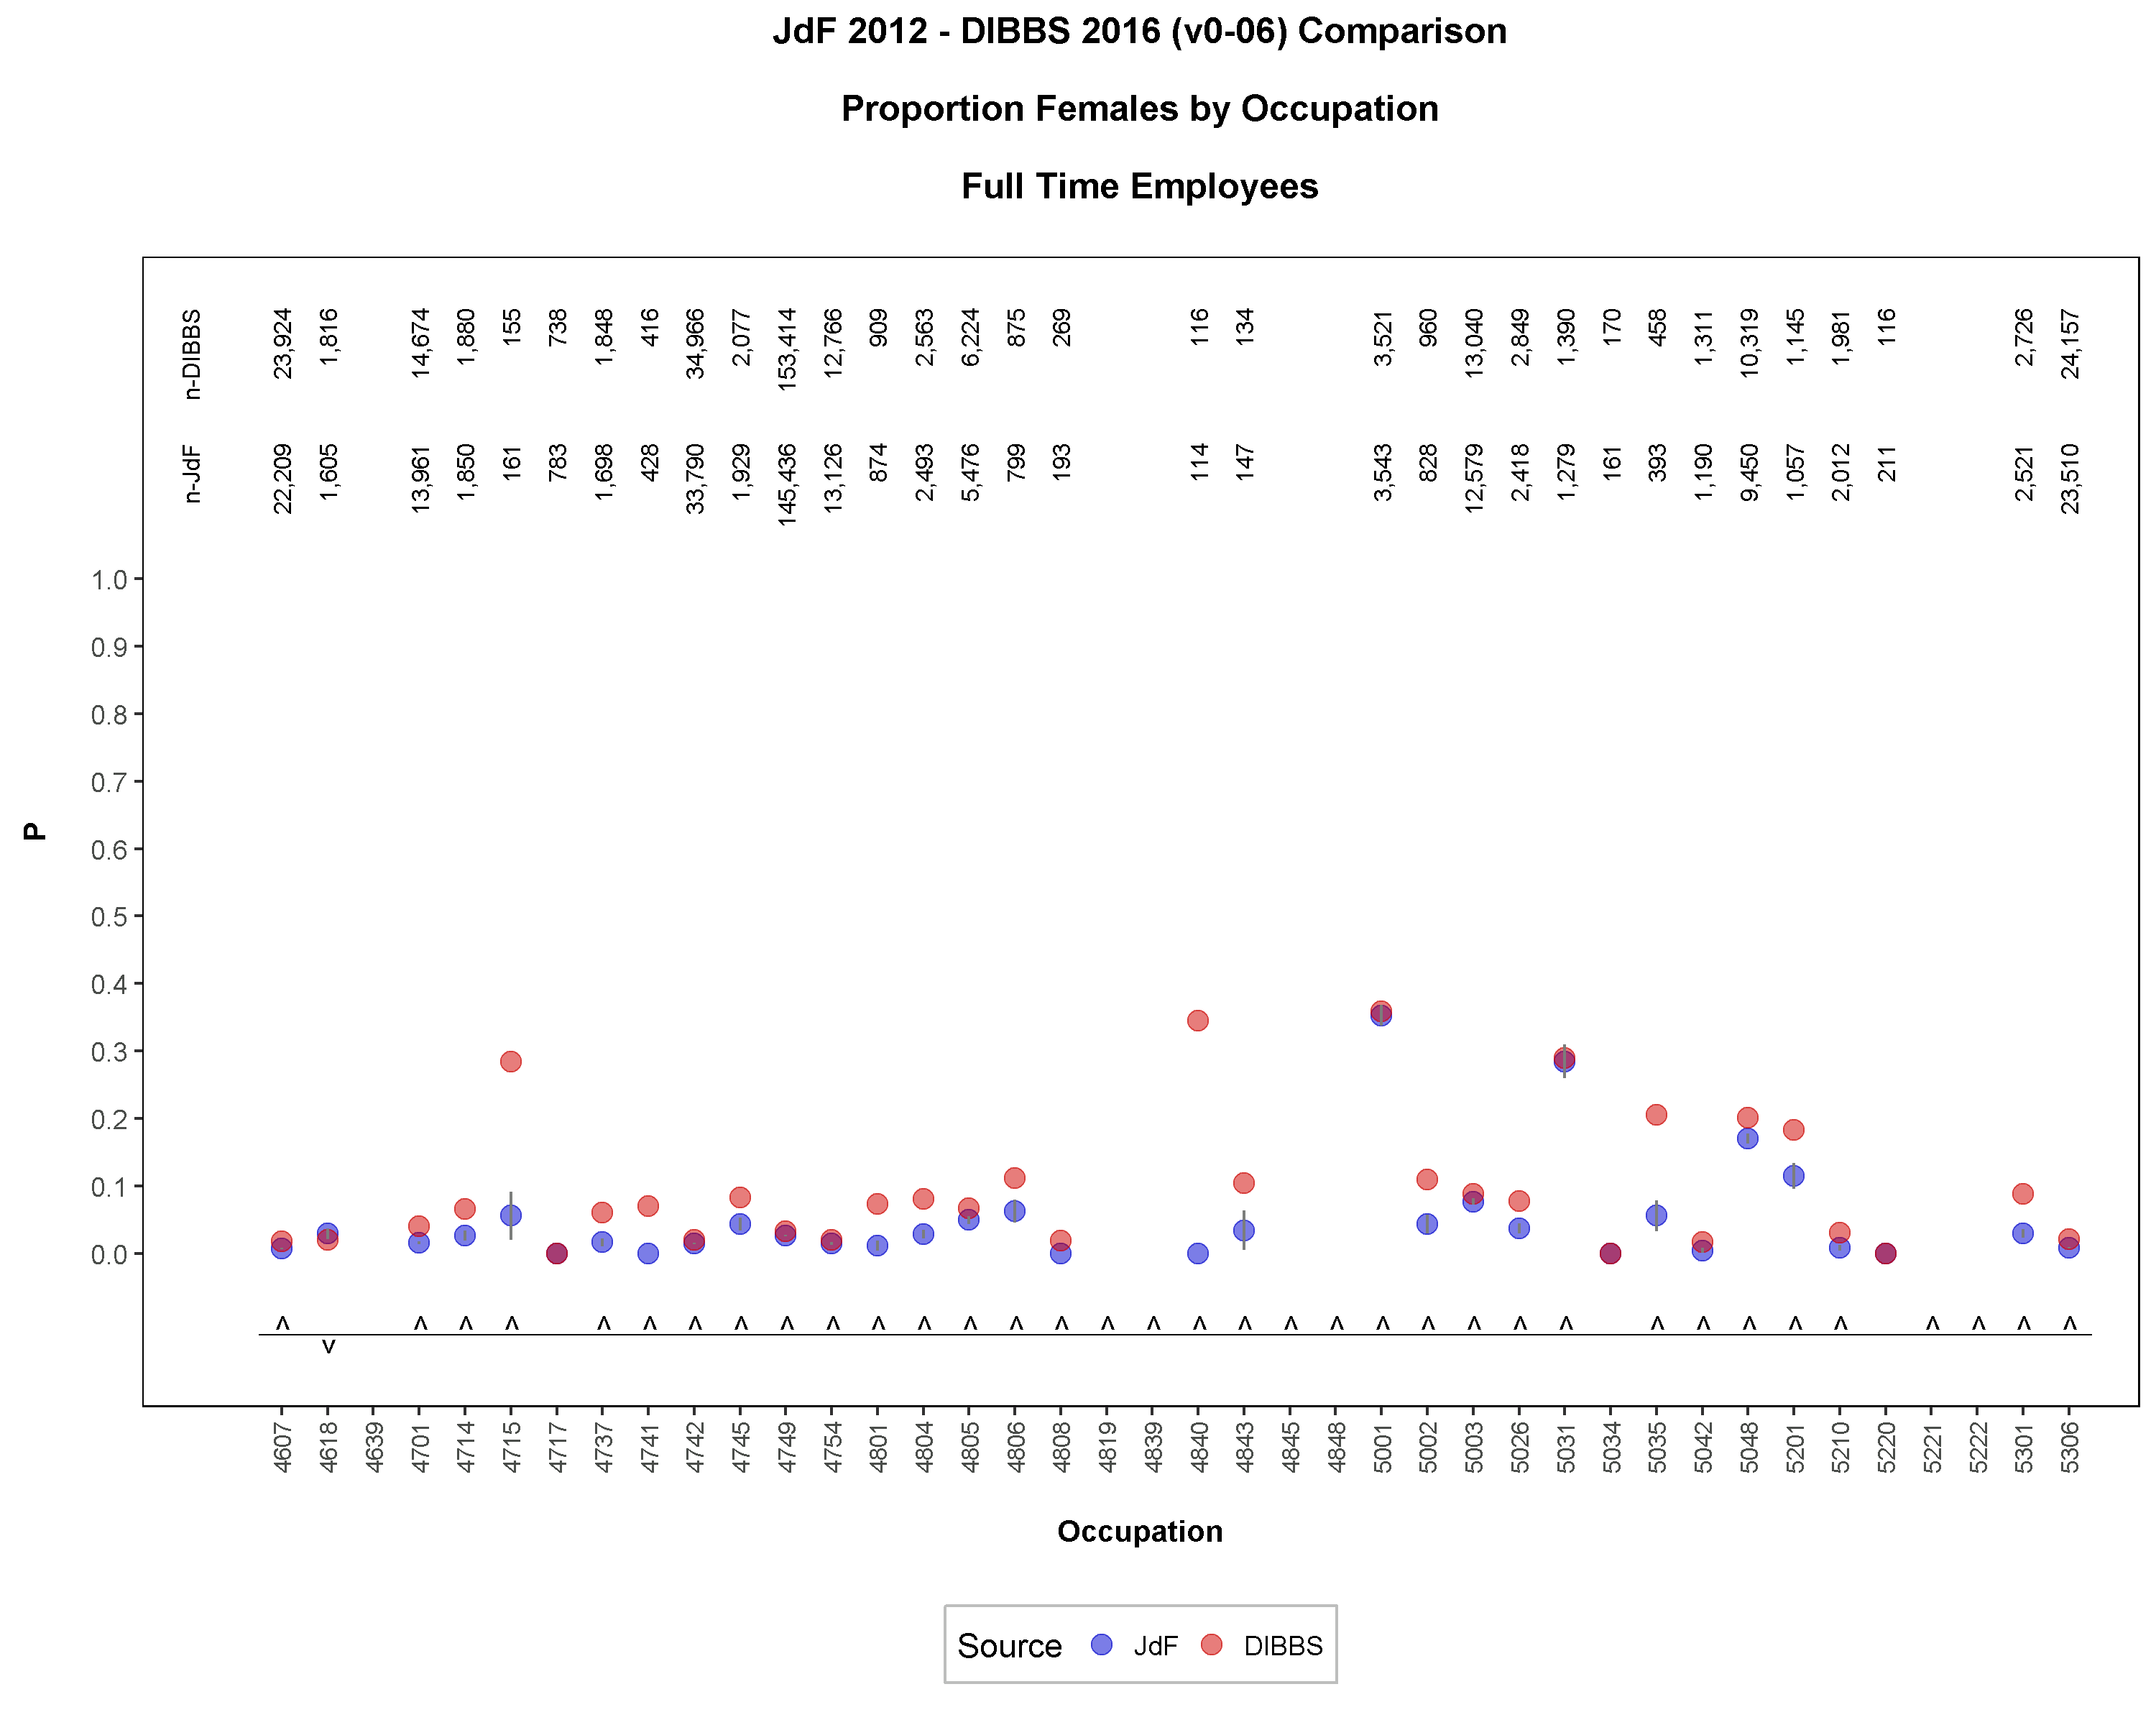 JdF 2012 - DIBBS 2016 (v0-06) Comparison
Proportion Females by Occupation
Full Time Employees
n-DIBBS 23,924 1,816 14,674 1,880 155 738 1,848 416 34,966 2,077 153,414 12,766 909 2,563 6,224 875 269 116 134 3,521 960 13,040 2,849 1,390 170 458 1,311 10,319 1,145 1,981 116 2,726 24,157
n-JdF 22,209 1,605 13,961 1,850 161 783 1,698 428 33,790 1,929 145,436 13,126 874 2,493 5,476 799 193 114 147 3,543 828 12,579 2,418 1,279 161 393 1,190 9,450 1,057 2,012 211 2,521 23,510
1.0
0.9
0.8
0.7
0.6
0.5
0.4
0.3
0.2
0.1
0.0
P
^ ^ ^ ^ ^ ^ ^ ^ ^ ^ ^ ^ ^ ^ ^ ^ ^ ^ ^ ^ ^ ^ ^ ^ ^ ^ ^ ^ ^ ^ ^ ^ ^ ^ ^
v
4607 4618 4639 4701 4714 4715 4717 4737 4741 4742 4745 4749 4754 4801 4804 4805 4806 4808 4819 4839 4840 4843 4845 4848 5001 5002 5003 5026 5031 5034 5035 5042 5048 5201 5210 5220 5221 5222 5301 5306
Occupation
Source JdF DIBBS